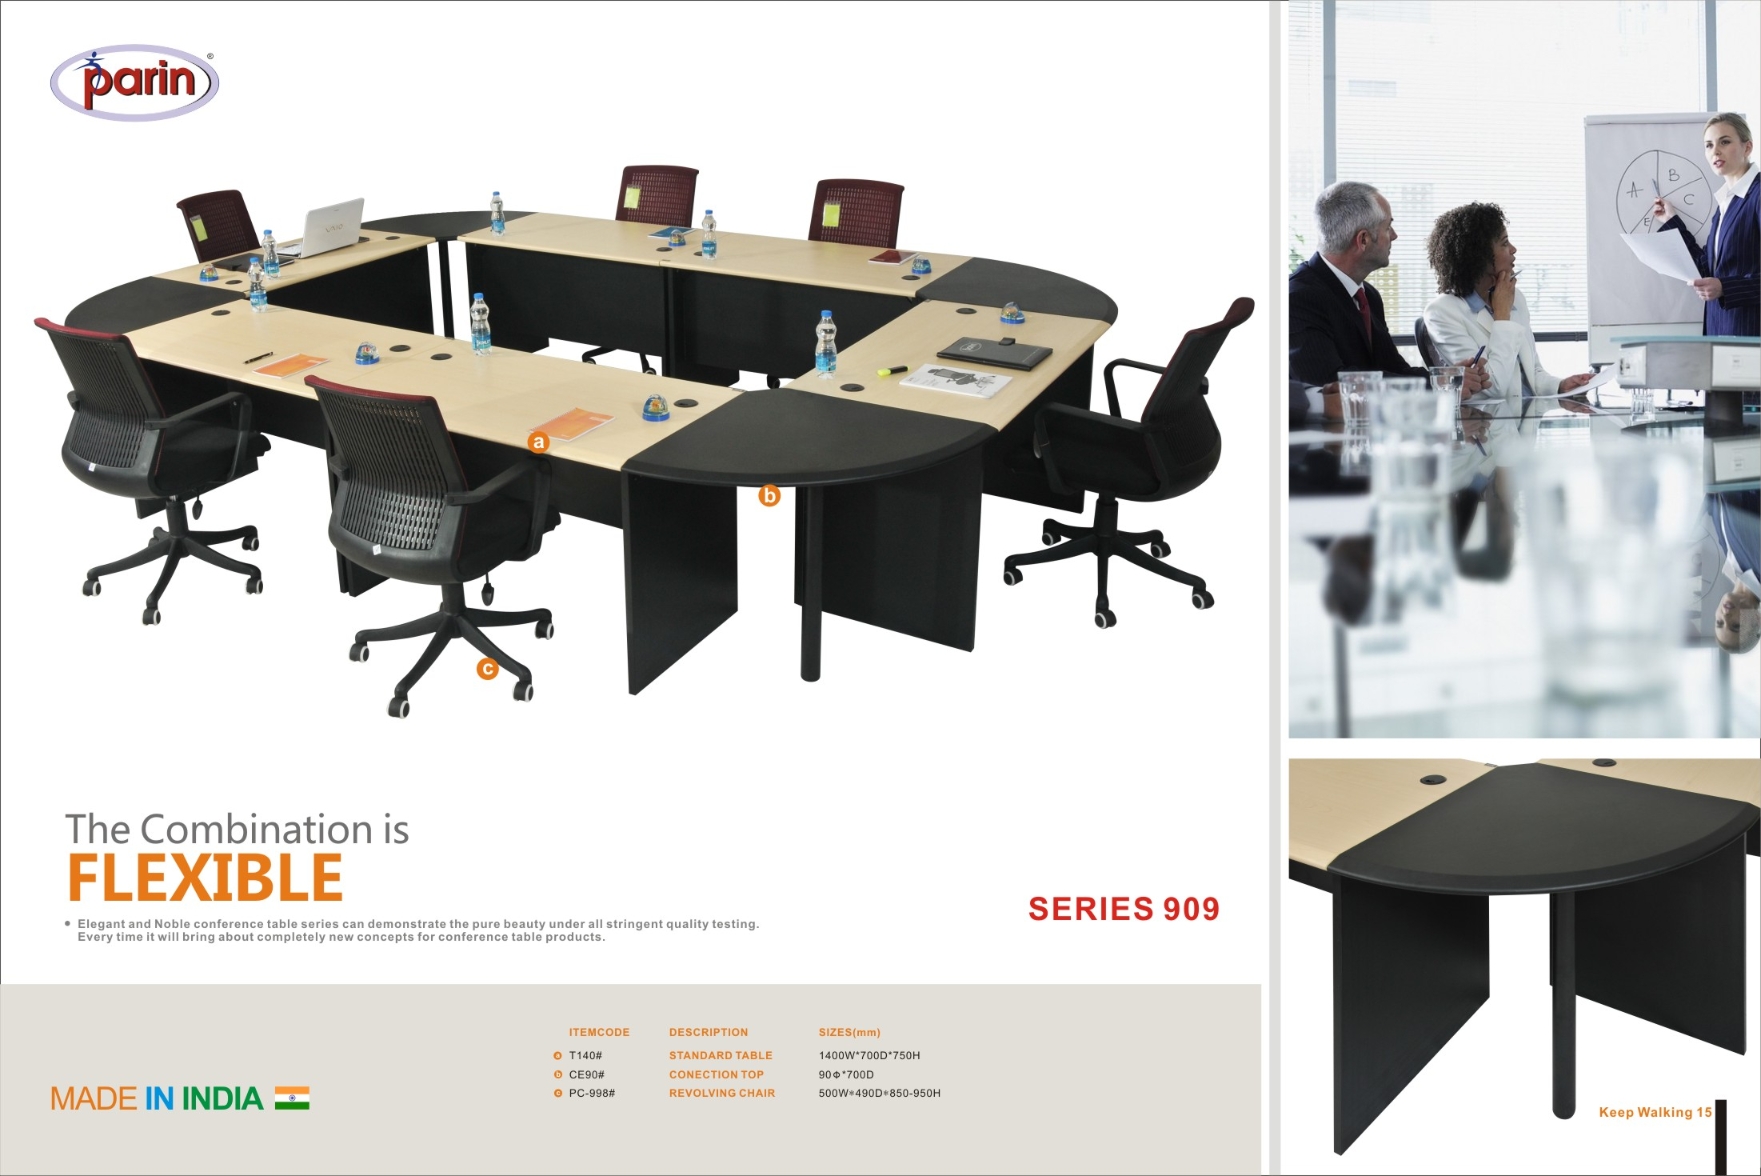 parin®
VAIO
A B C E
a
b
c
The Combination is
FLEXIBLE
• Elegant and Noble conference table series can demonstrate the pure beauty under all stringent quality testing.
Every time it will bring about completely new concepts for conference table products.
SERIES 909
ITEMCODE DESCRIPTION SIZES(mm)
a T140# STANDARD TABLE 1400W*700D*750H
b CE90# CONECTION TOP 90Φ*700D
c PC-998# REVOLVING CHAIR 500W*490D*850-950H
MADE IN INDIA
Keep Walking 15